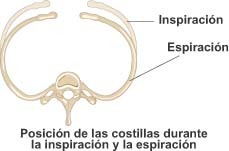 Inspiración
Espiración
Posición de las costillas durante
la inspiración y la espiración